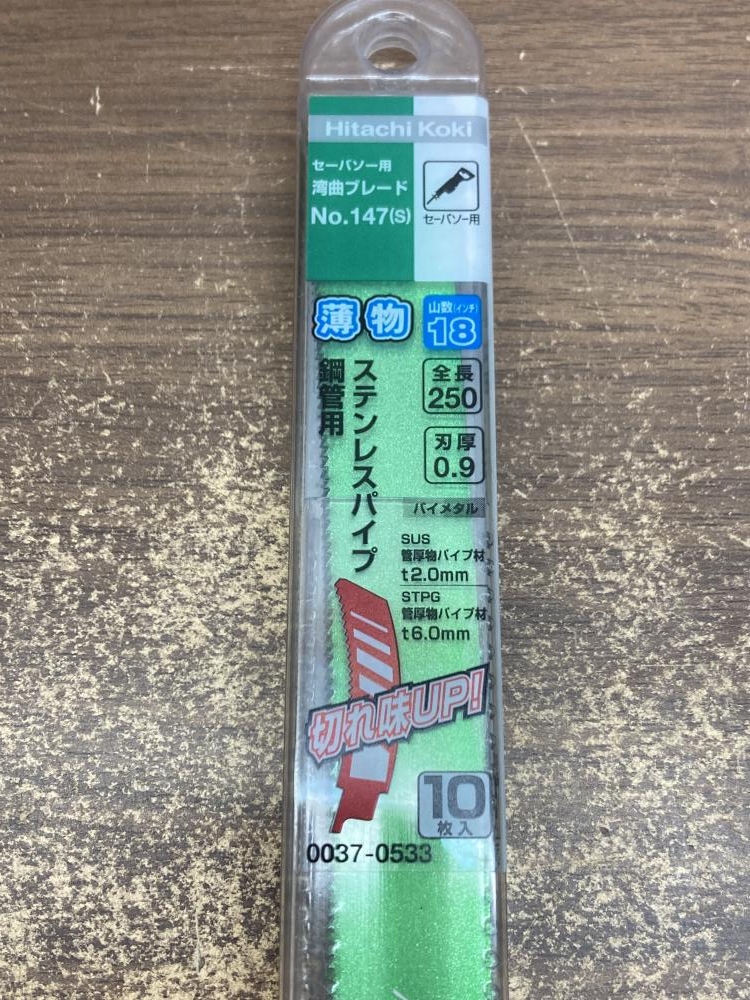 Hitachi Koki
セーバソー用
湾曲ブレード
No.147(S)
セーバソー用
薄物
山数(インチ)
18
ステンレスパイプ
鋼管用
全長
250
刃厚
0.9
バイメタル
SUS
管厚物パイプ材
t2.0mm
STPG
管厚物パイプ材
t6.0mm
切れ味UP!
10
枚入
0037-0533